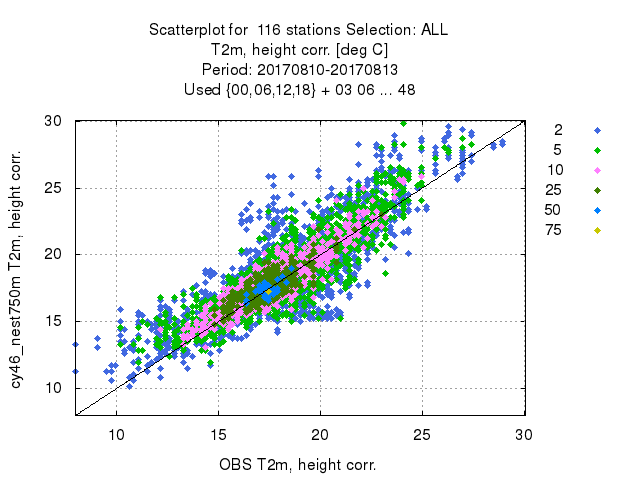 Scatterplot for 116 stations Selection: ALL
T2m, height corr. [deg C]
Period: 20170810-20170813
Used {00,06,12,18} + 03 06 ... 48
30
25
20
15
10
cy46_nest750m T2m, height corr.
2
5
10
25
50
75
10 15 20 25 30
OBS T2m, height corr.